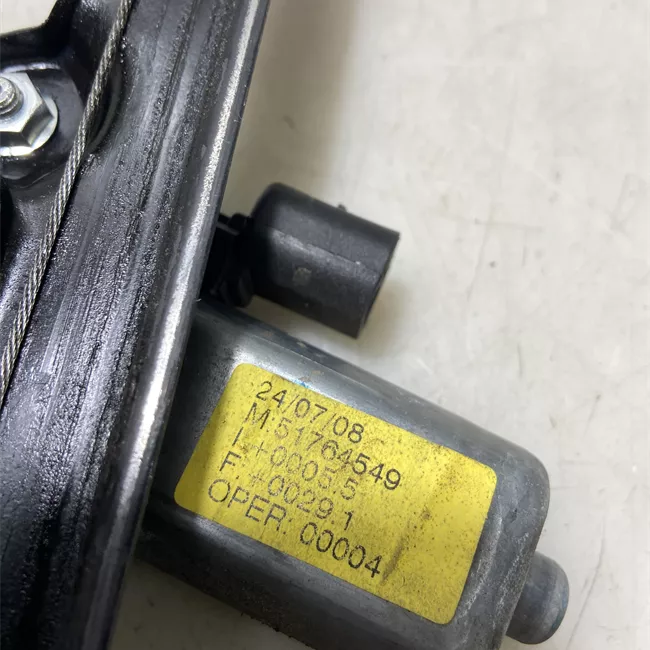 24/07/08
M:51764549
I: +0005.5
F: +0029.1
OPER: 00004